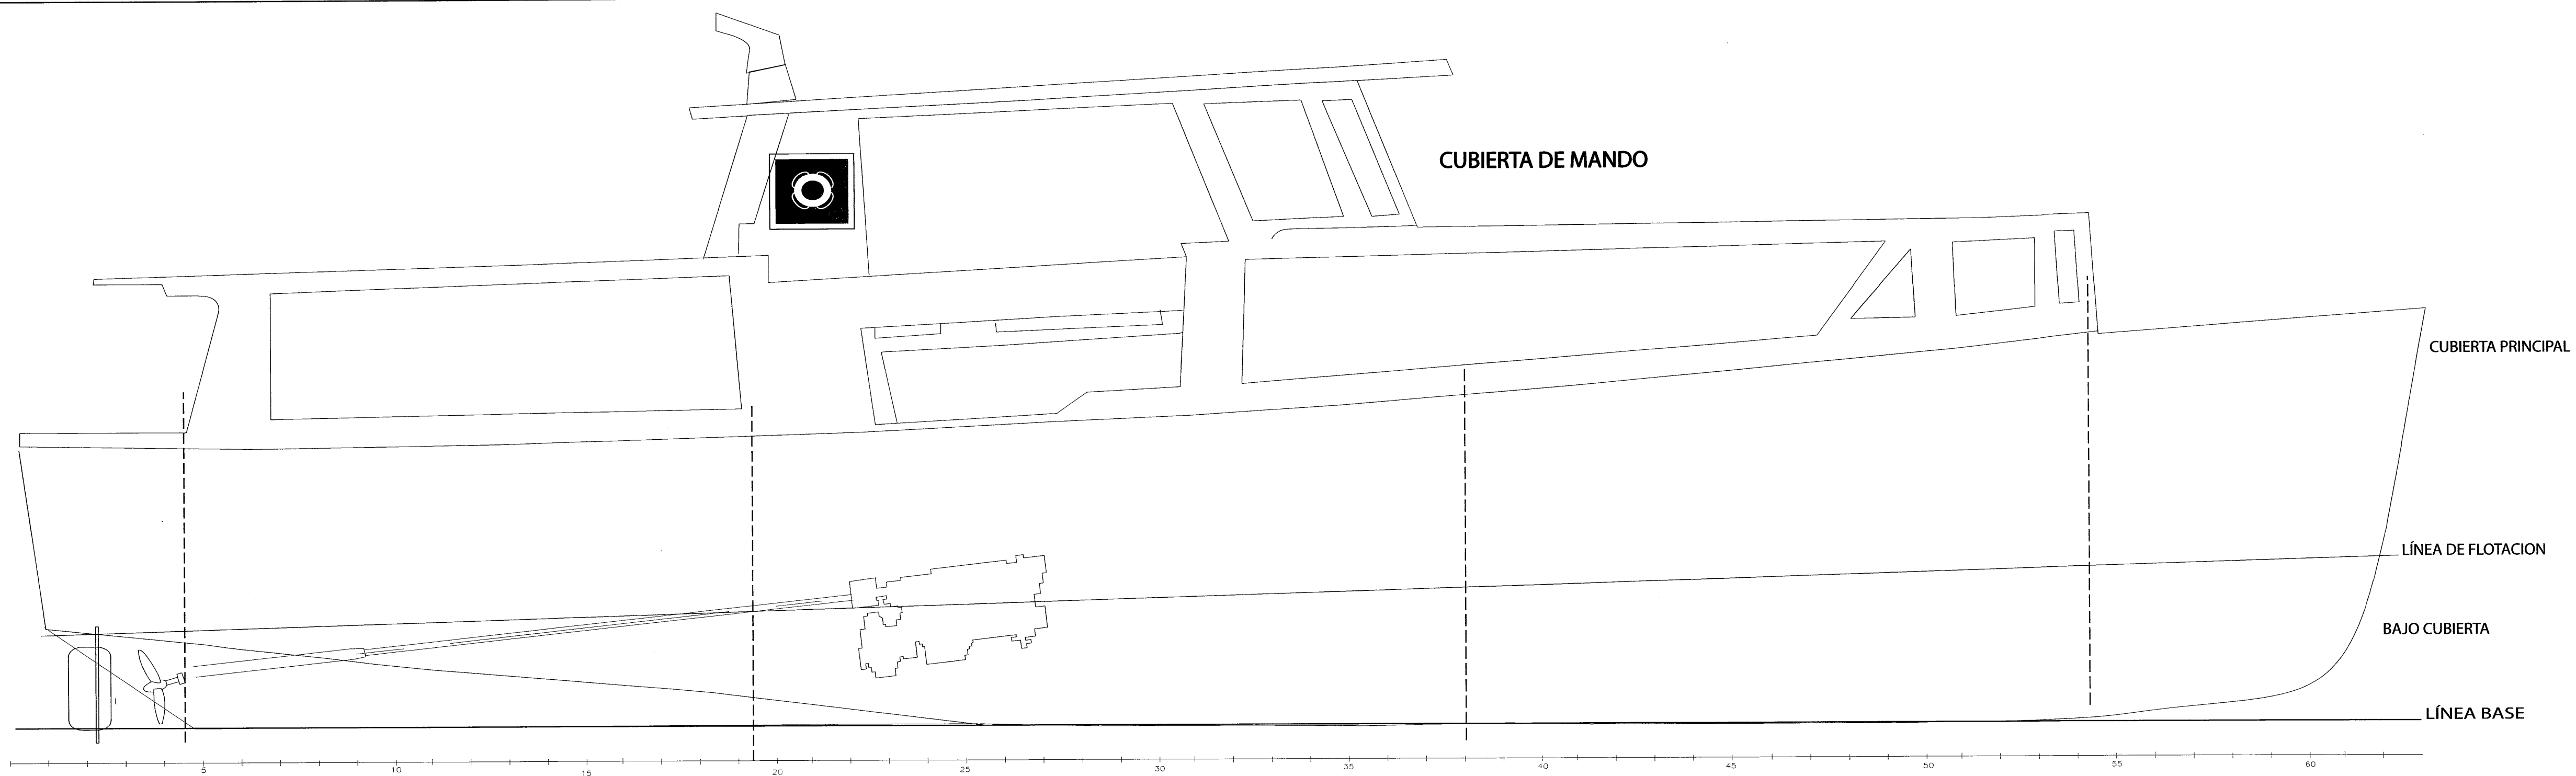 CUBIERTA DE MANDO
CUBIERTA PRINCIPAL
LÍNEA DE FLOTACION
BAJO CUBIERTA
LÍNEA BASE
5 10 15 20 25 30 35 40 45 50 55 60